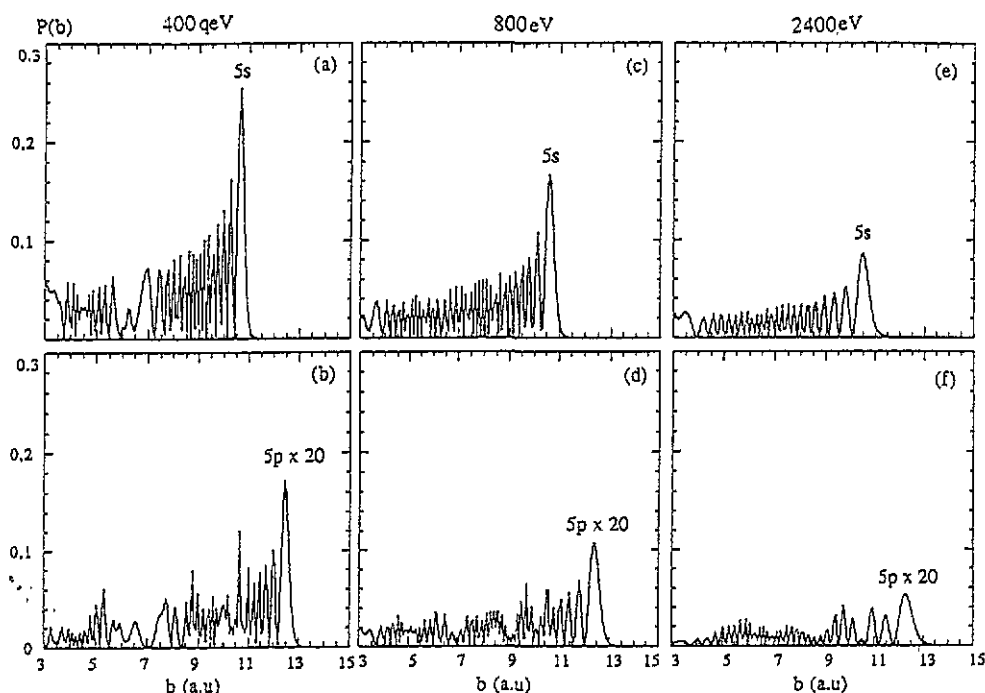 P(b) 400 qeV 800 eV 2400 eV
0.3 (a) (c) (e)
5s
5s
0.2
5s
0.1
0.3 (b) (d) (f)
5p x 20
0.2
5p x 20
5p x 20
0.1
0
3 5 7 9 11 13 15 3 5 7 9 11 13 15 3 5 7 9 11 13 15
b (a.u) b (a.u) b (a.u)